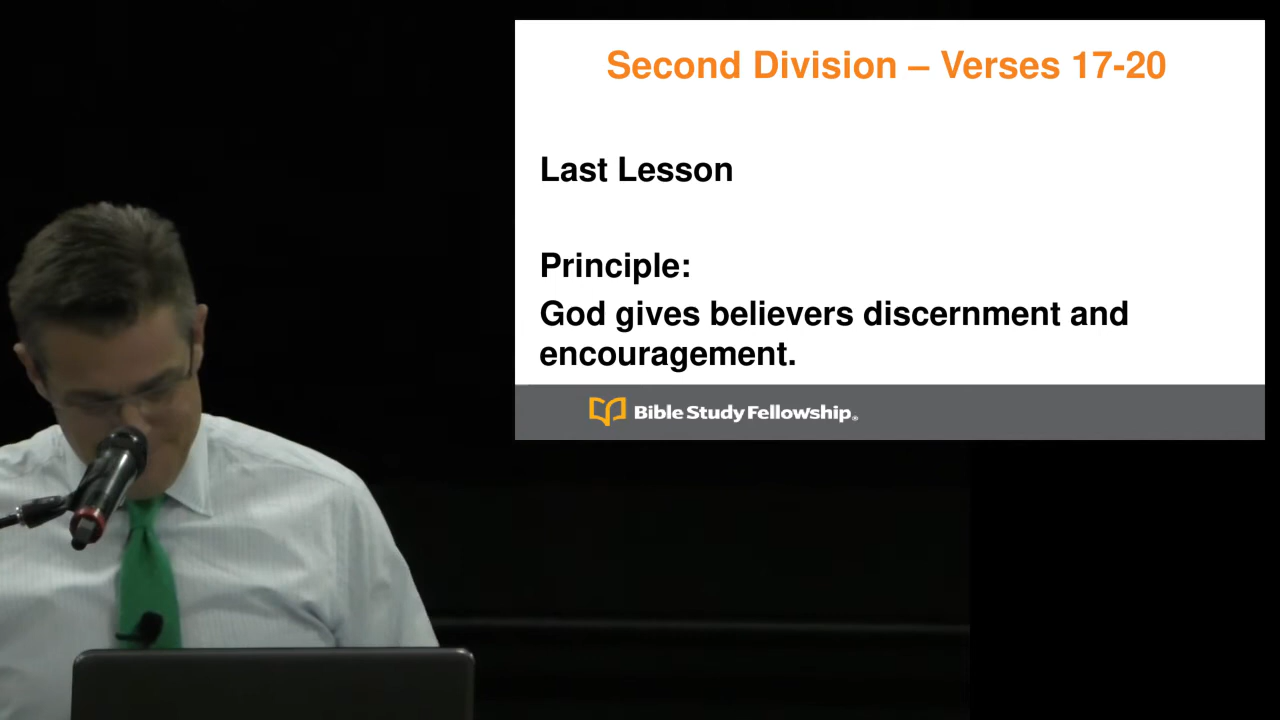 Second Division – Verses 17-20
Last Lesson
Principle:
God gives believers discernment and
encouragement.
Bible Study Fellowship®